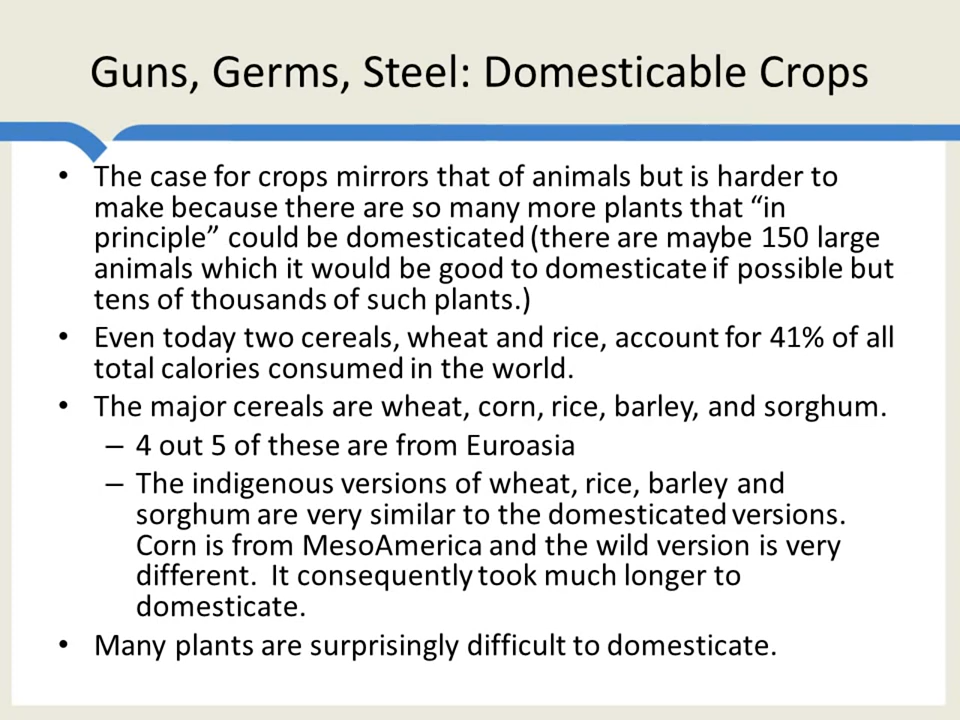 Guns, Germs, Steel: Domesticable Crops
• The case for crops mirrors that of animals but is harder to
make because there are so many more plants that “in
principle” could be domesticated (there are maybe 150 large
animals which it would be good to domesticate if possible but
tens of thousands of such plants.)
• Even today two cereals, wheat and rice, account for 41% of all
total calories consumed in the world.
• The major cereals are wheat, corn, rice, barley, and sorghum.
– 4 out 5 of these are from Euroasia
– The indigenous versions of wheat, rice, barley and
sorghum are very similar to the domesticated versions.
Corn is from MesoAmerica and the wild version is very
different.  It consequently took much longer to
domesticate.
• Many plants are surprisingly difficult to domesticate.